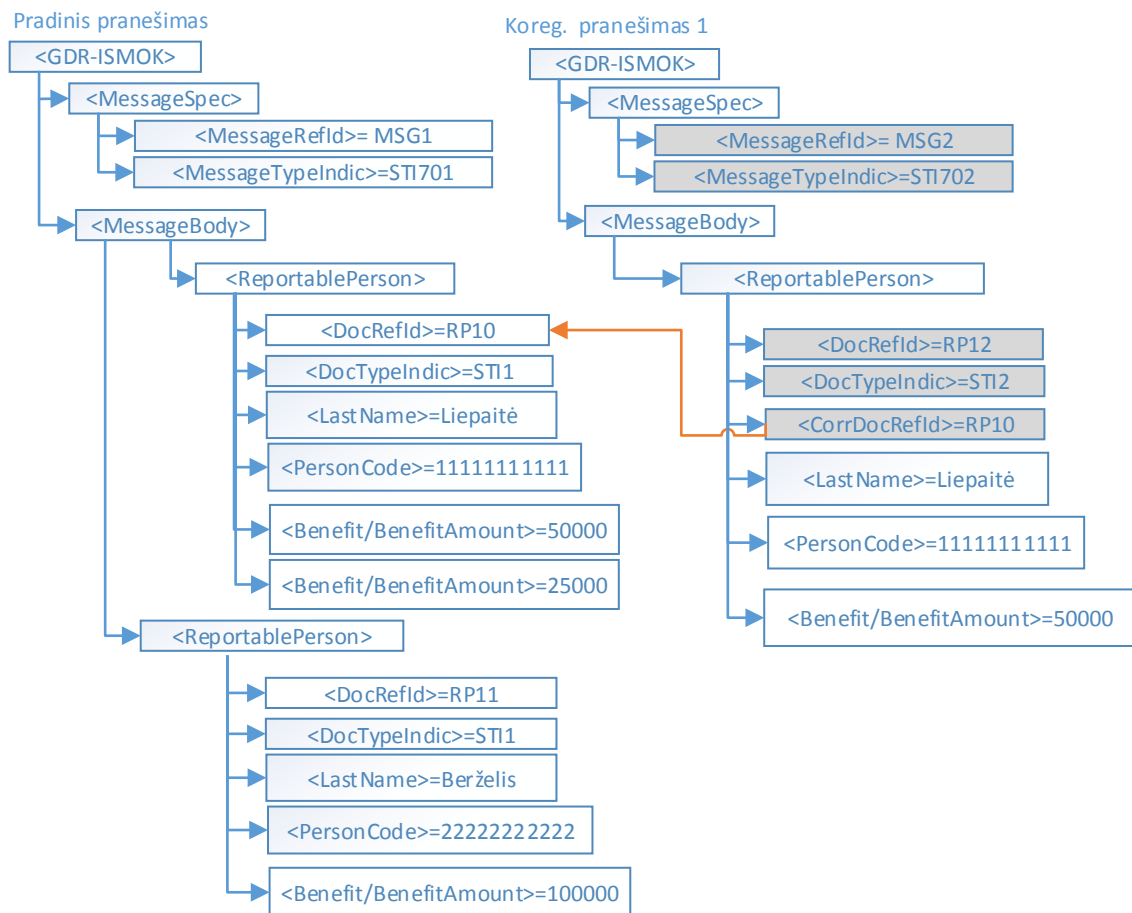 Pradinis pranešimas
<GDR-ISMOK>
<MessageSpec>
<MessageRefId>= MSG1
<MessageTypeIndic>=STI701
<MessageBody>
<ReportablePerson>
<DocRefId>=RP10
<DocTypeIndic>=STI1
<LastName>=Liepaitė
<PersonCode>=11111111111
<Benefit/BenefitAmount>=50000
<Benefit/BenefitAmount>=25000
<ReportablePerson>
<DocRefId>=RP11
<DocTypeIndic>=STI1
<LastName>=Berželis
<PersonCode>=22222222222
<Benefit/BenefitAmount>=100000
Koreg. pranešimas 1
<GDR-ISMOK>
<MessageSpec>
<MessageRefId>= MSG2
<MessageTypeIndic>=STI702
<MessageBody>
<ReportablePerson>
<DocRefId>=RP12
<DocTypeIndic>=STI2
<CorrDocRefId>=RP10
<LastName>=Liepaitė
<PersonCode>=11111111111
<Benefit/BenefitAmount>=50000